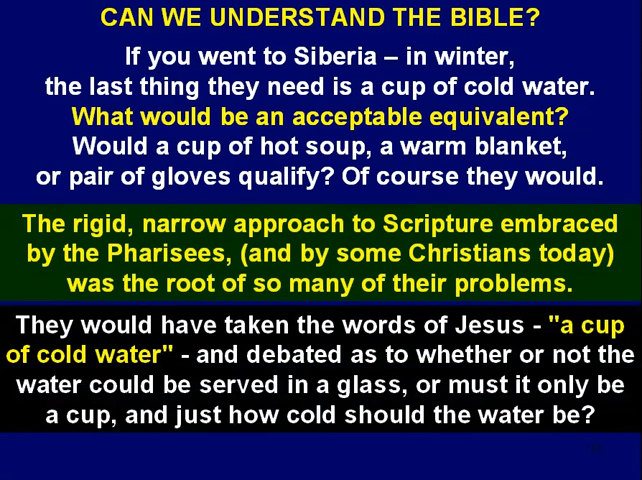 CAN WE UNDERSTAND THE BIBLE?
If you went to Siberia – in winter,
the last thing they need is a cup of cold water.
What would be an acceptable equivalent?
Would a cup of hot soup, a warm blanket,
or pair of gloves qualify? Of course they would.
The rigid, narrow approach to Scripture embraced
by the Pharisees, (and by some Christians today)
was the root of so many of their problems.
They would have taken the words of Jesus - "a cup
of cold water" - and debated as to whether or not the
water could be served in a glass, or must it only be
a cup, and just how cold should the water be?